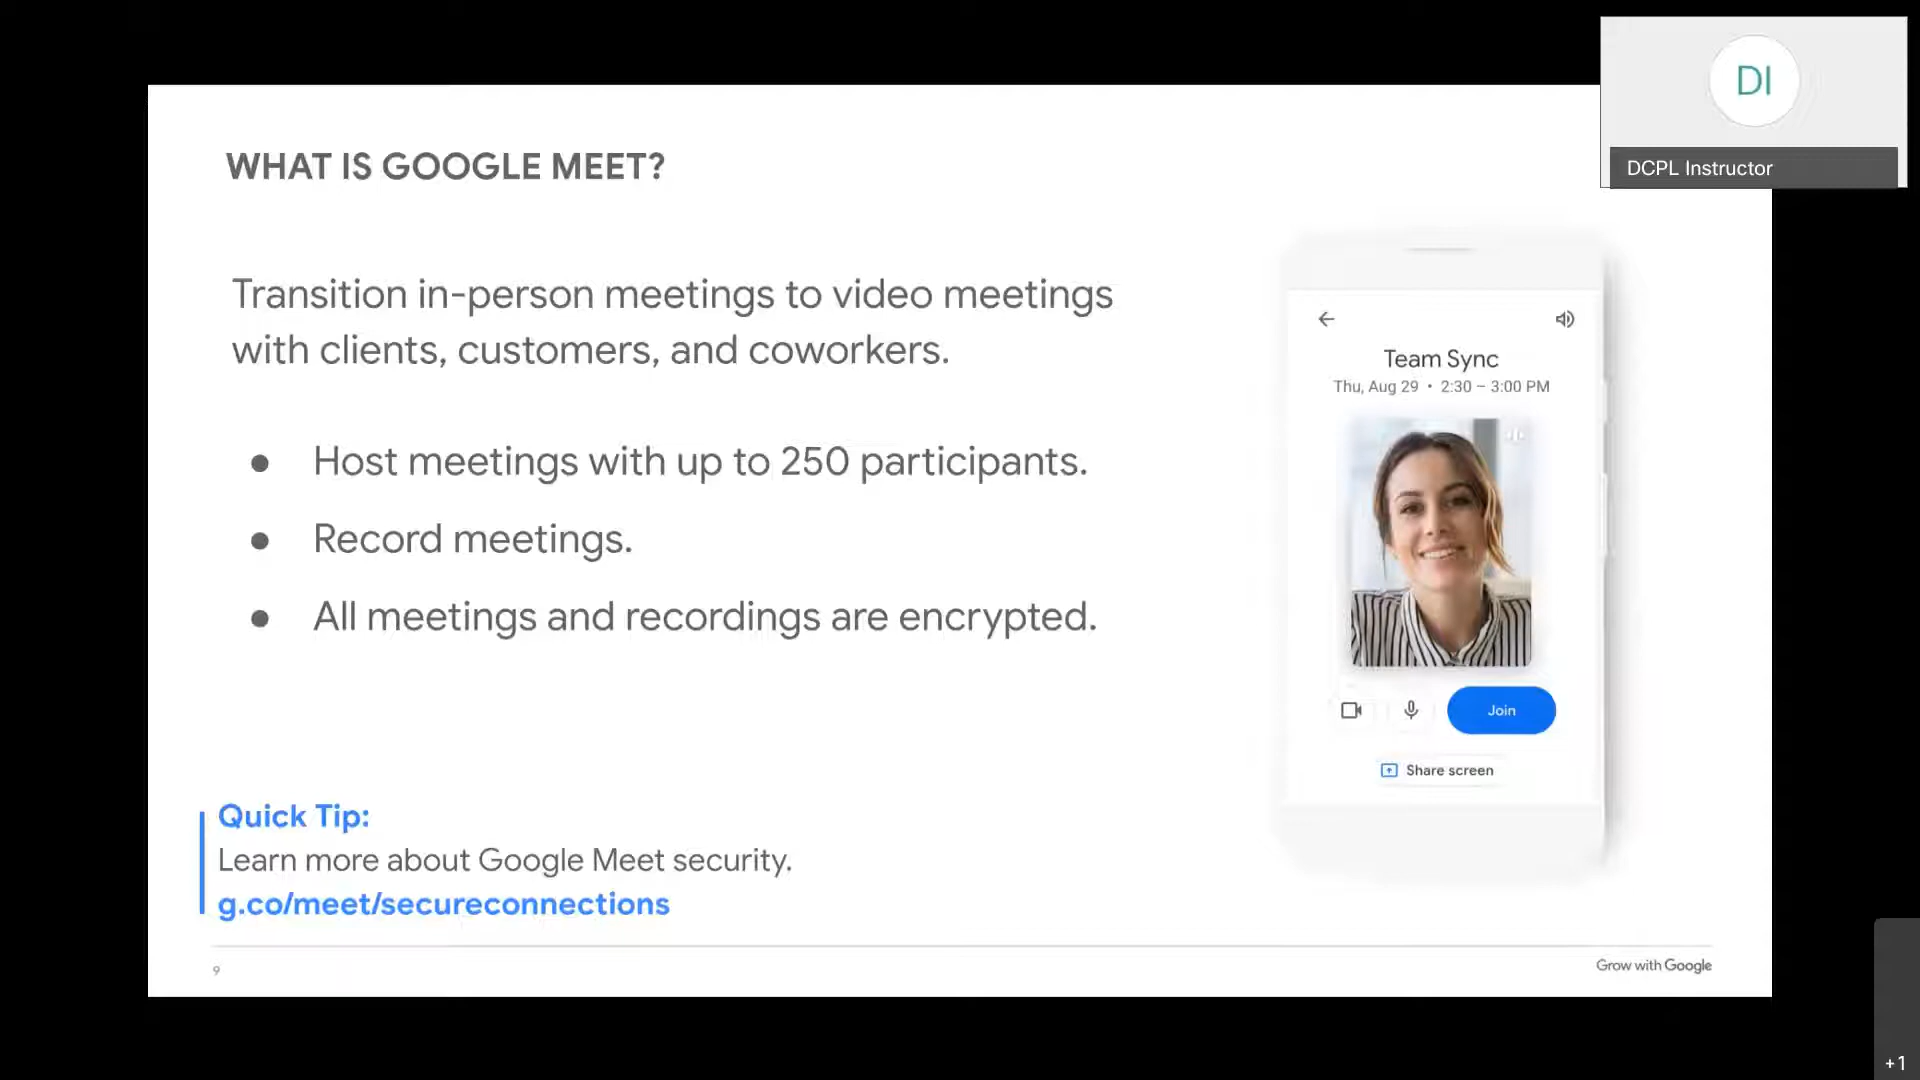 DI
DCPL Instructor
WHAT IS GOOGLE MEET?
Transition in-person meetings to video meetings
with clients, customers, and coworkers.
● Host meetings with up to 250 participants.
● Record meetings.
● All meetings and recordings are encrypted.
Team Sync
Thu, Aug 29 • 2:30 – 3:00 PM
Join
Share screen
Quick Tip:
Learn more about Google Meet security.
g.co/meet/secureconnections
9
Grow with Google
+1